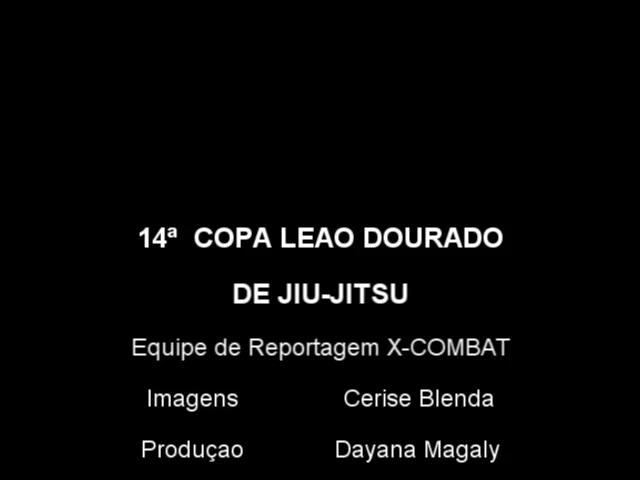 14ª COPA LEAO DOURADO
DE JIU-JITSU
Equipe de Reportagem X-COMBAT
Imagens Cerise Blenda
Produçao Dayana Magaly